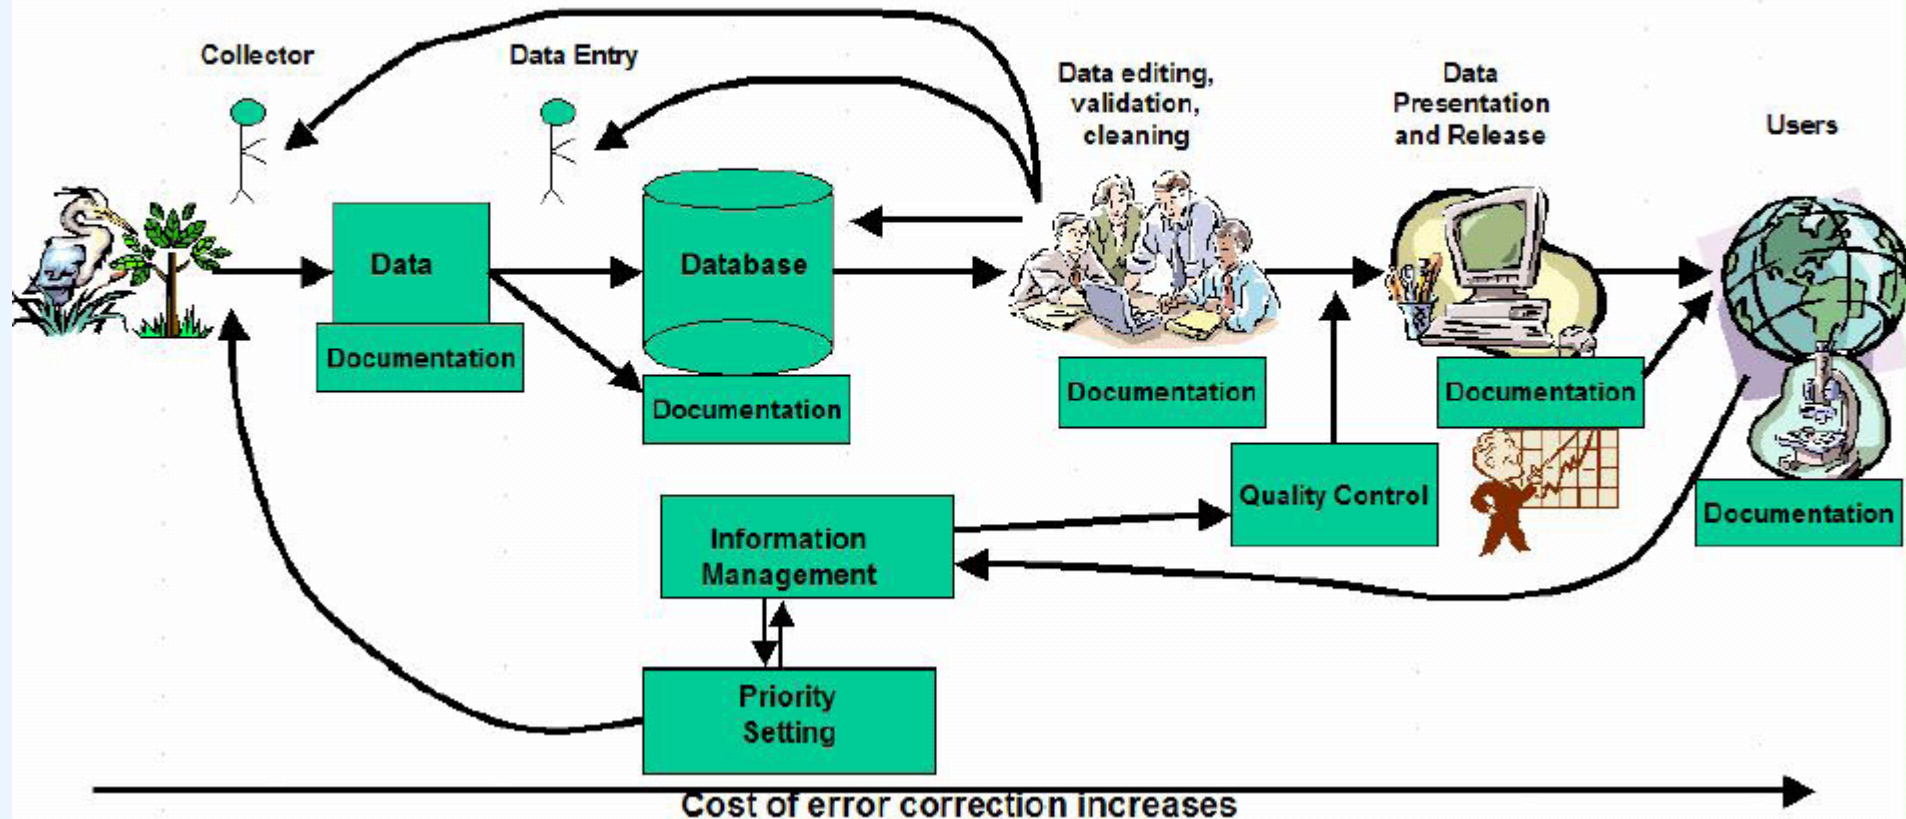 Collector
Data Entry
Data editing,
validation,
cleaning
Data
Presentation
and Release
Users
Data
Database
Documentation
Documentation
Documentation
Documentation
Quality Control
Documentation
Information
Management
Priority
Setting
Cost of error correction increases